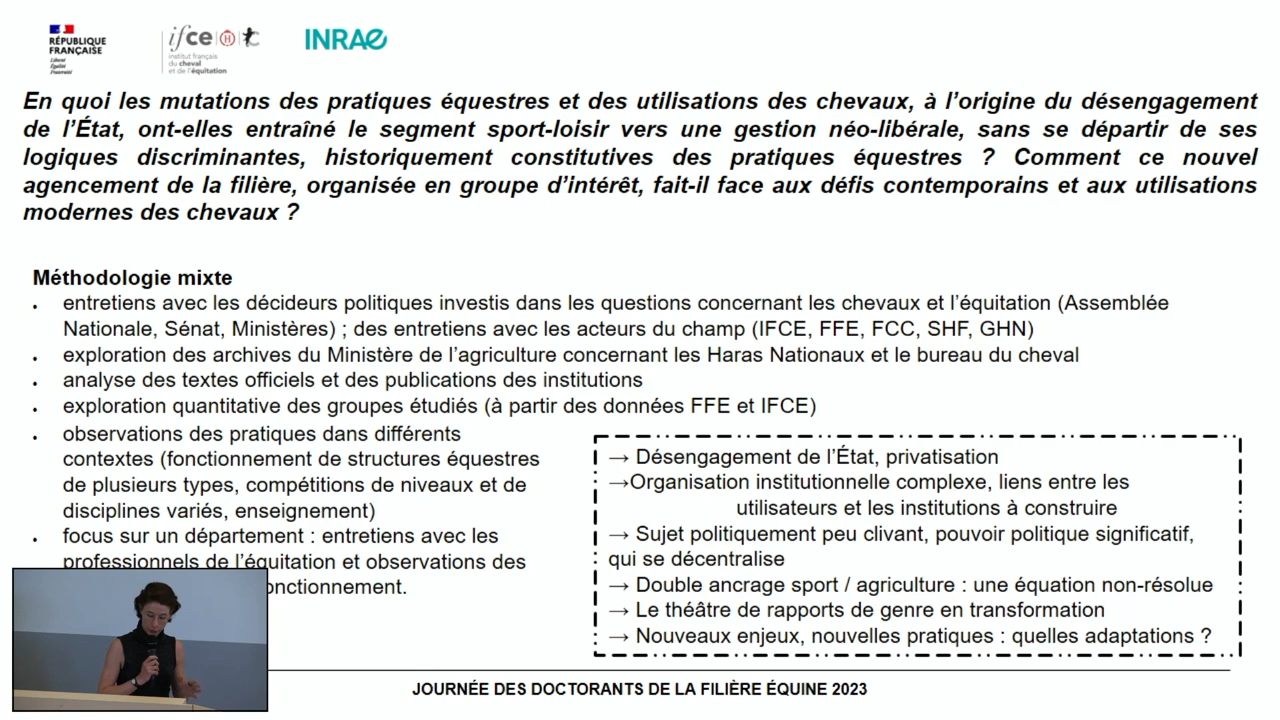 RÉPUBLIQUE
FRANÇAISE
Liberté
Égalité
Fraternité
ifce
institut français
du cheval
et de l'équitation
INRAE
En quoi les mutations des pratiques équestres et des utilisations des chevaux, à l'origine du désengagement
de l'État, ont-elles entraîné le segment sport-loisir vers une gestion néo-libérale, sans se départir de ses
logiques discriminantes, historiquement constitutives des pratiques équestres ? Comment ce nouvel
agencement de la filière, organisée en groupe d'intérêt, fait-il face aux défis contemporains et aux utilisations
modernes des chevaux ?
Méthodologie mixte
• entretiens avec les décideurs politiques investis dans les questions concernant les chevaux et l'équitation (Assemblée
Nationale, Sénat, Ministères) ; des entretiens avec les acteurs du champ (IFCE, FFE, FCC, SHF, GHN)
• exploration des archives du Ministère de l'agriculture concernant les Haras Nationaux et le bureau du cheval
• analyse des textes officiels et des publications des institutions
• exploration quantitative des groupes étudiés (à partir des données FFE et IFCE)
• observations des pratiques dans différents
contextes (fonctionnement de structures équestres
de plusieurs types, compétitions de niveaux et de
disciplines variés, enseignement)
• focus sur un département : entretiens avec les
professionnels de l'équitation et observations des
onctionnement.
→ Désengagement de l'État, privatisation
→Organisation institutionnelle complexe, liens entre les
utilisateurs et les institutions à construire
→ Sujet politiquement peu clivant, pouvoir politique significatif,
qui se décentralise
→ Double ancrage sport / agriculture : une équation non-résolue
→ Le théâtre de rapports de genre en transformation
→ Nouveaux enjeux, nouvelles pratiques : quelles adaptations ?
JOURNÉE DES DOCTORANTS DE LA FILIÈRE ÉQUINE 2023